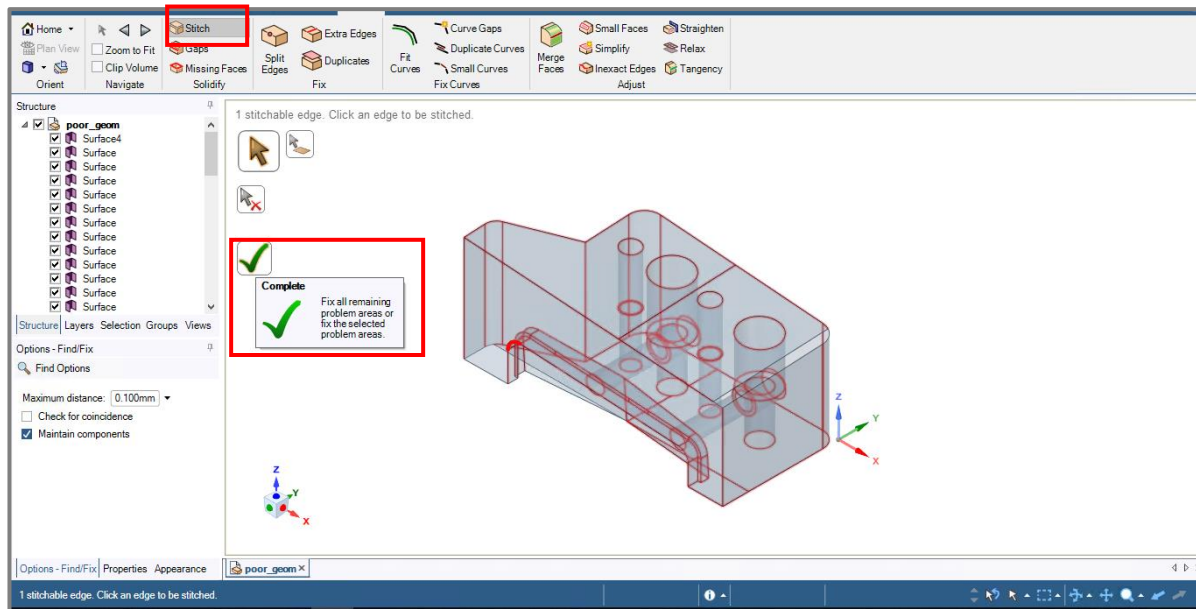 Home
Plan View
Orient
Zoom to Fit
Clip Volume
Navigate
Stitch
Gaps
Missing Faces
Solidify
Split Edges
Extra Edges
Duplicates
Fix
Fit Curves
Curve Gaps
Duplicate Curves
Small Curves
Fix Curves
Merge Faces
Small Faces
Simplify
Inexact Edges
Straighten
Relax
Tangency
Adjust
Structure
poor_geom
Surface4
Surface
Surface
Surface
Surface
Surface
Surface
Surface
Surface
Surface
Surface
Surface
Surface
Structure Layers Selection Groups Views
Options - Find/Fix
Find Options
Maximum distance: 0.100mm
Check for coincidence
Maintain components
Options - Find/Fix Properties Appearance
1 stitchable edge. Click an edge to be stitched.
Complete
Fix all remaining
problem areas or
fix the selected
problem areas.
Z
Y
X
Z
Y
X
poor_geom
1 stitchable edge. Click an edge to be stitched.